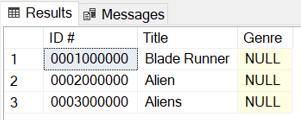 Results Messages
ID # Title Genre
1 0001000000 Blade Runner NULL
2 0002000000 Alien NULL
3 0003000000 Aliens NULL